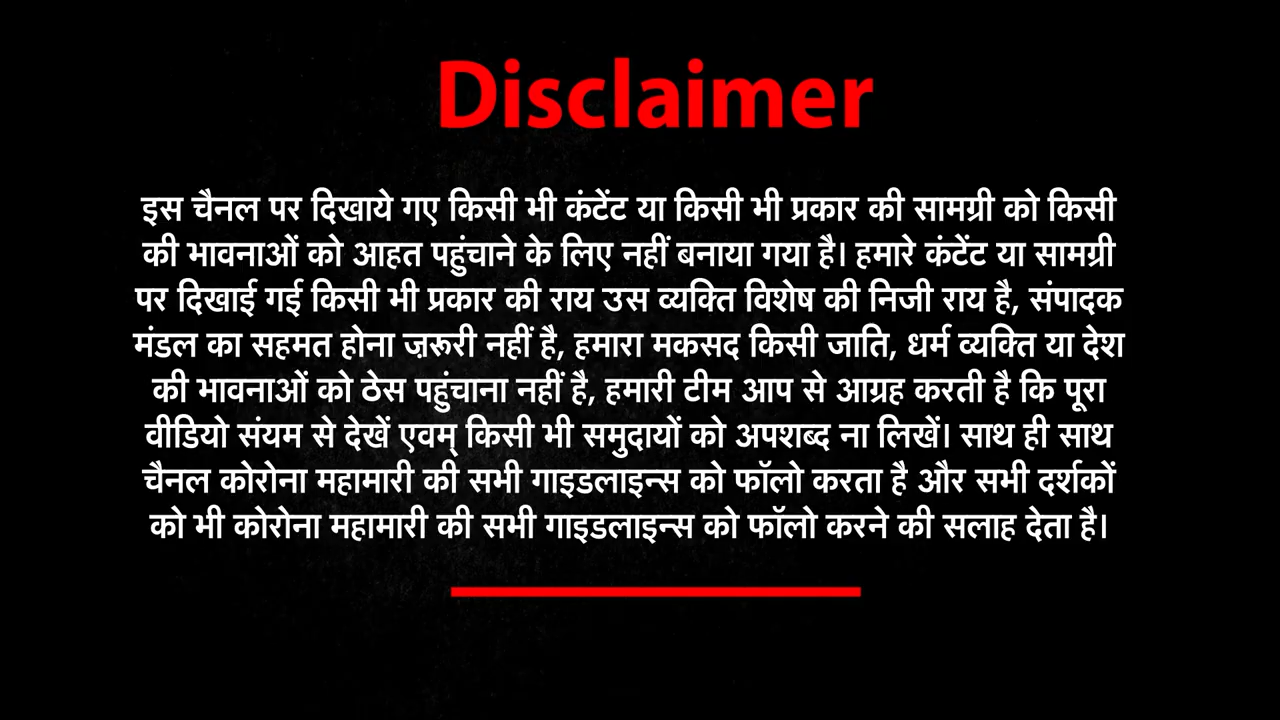 Disclaimer
इस चैनल पर दिखाये गए किसी भी कंटेंट या किसी भी प्रकार की सामग्री को किसी
की भावनाओं को आहत पहुंचाने के लिए नहीं बनाया गया है। हमारे कंटेंट या सामग्री
पर दिखाई गई किसी भी प्रकार की राय उस व्यक्ति विशेष की निजी राय है, संपादक
मंडल का सहमत होना ज़रूरी नहीं है, हमारा मकसद किसी जाति, धर्म व्यक्ति या देश
की भावनाओं को ठेस पहुंचाना नहीं है, हमारी टीम आप से आग्रह करती है कि पूरा
वीडियो संयम से देखें एवम् किसी भी समुदायों को अपशब्द ना लिखें। साथ ही साथ
चैनल कोरोना महामारी की सभी गाइडलाइन्स को फॉलो करता है और सभी दर्शकों
को भी कोरोना महामारी की सभी गाइडलाइन्स को फॉलो करने की सलाह देता है।